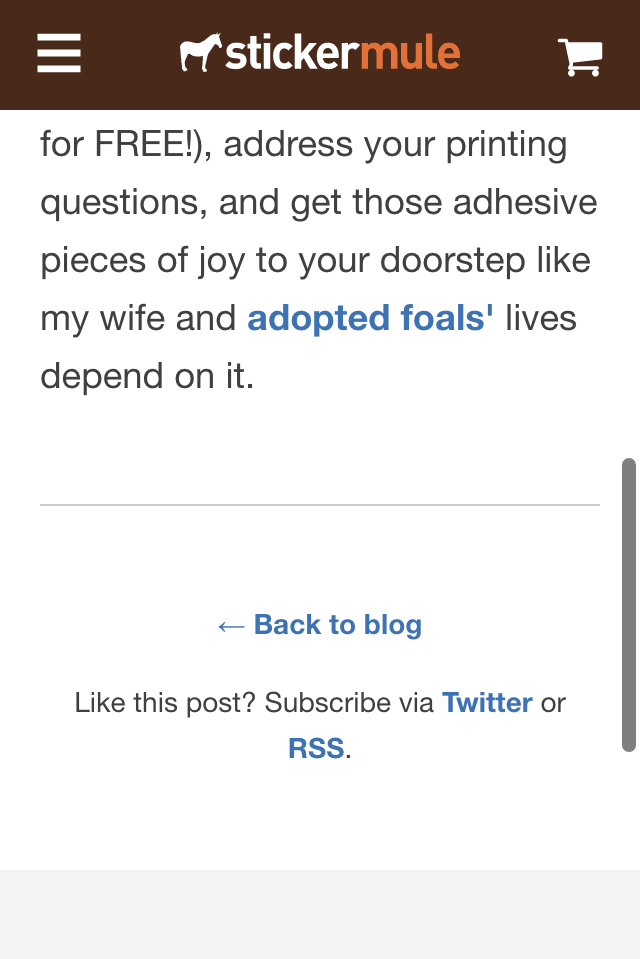 stickermule
for FREE!), address your printing
questions, and get those adhesive
pieces of joy to your doorstep like
my wife and adopted foals' lives
depend on it.
← Back to blog
Like this post? Subscribe via Twitter or
RSS.